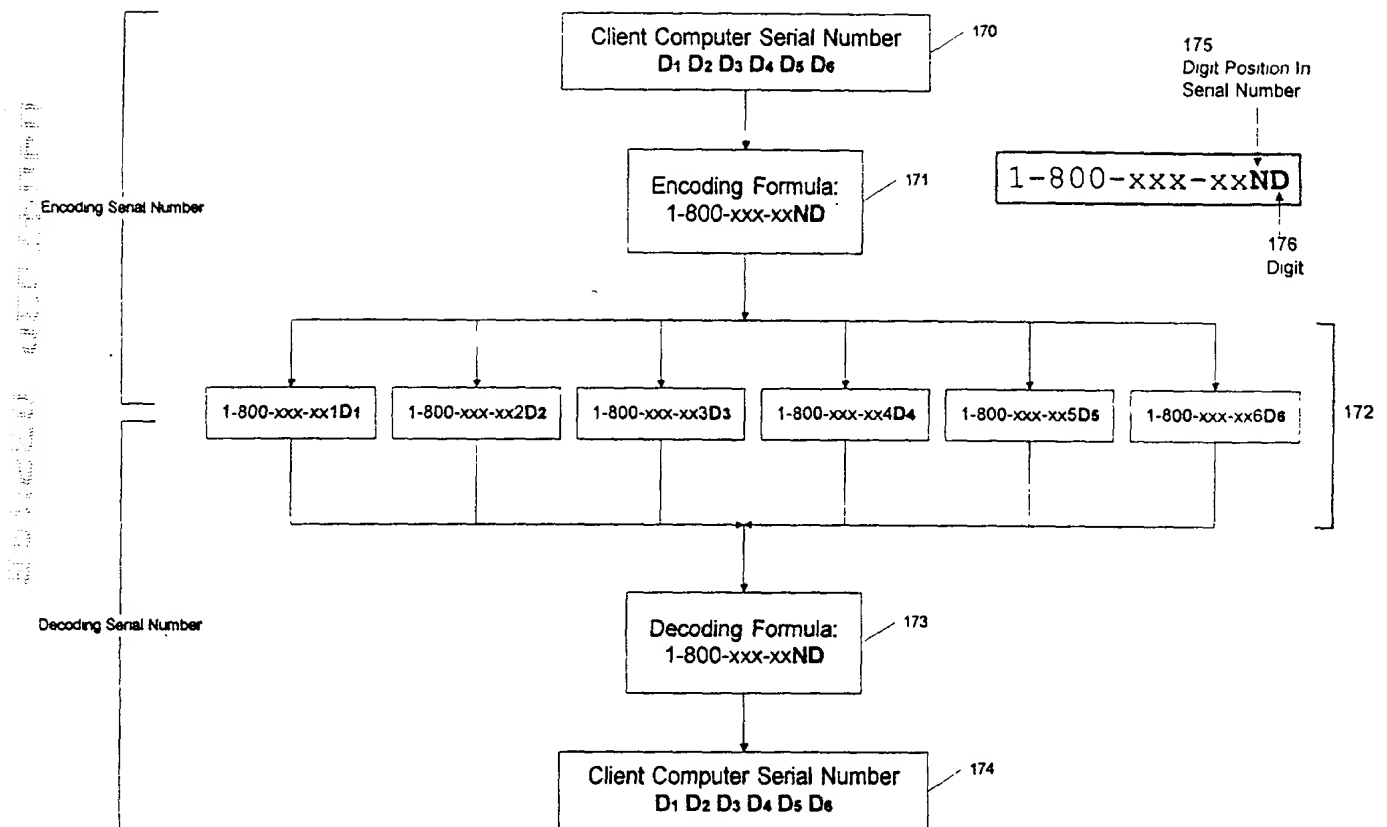 Client Computer Serial Number
D1 D2 D3 D4 D5 D6
170
175
Digit Position In
Serial Number
Encoding Serial Number
Encoding Formula:
1-800-xxx-xxND
171
1-800-xxx-xxND
176
Digit
1-800-xxx-xx1D1
1-800-xxx-xx2D2
1-800-xxx-xx3D3
1-800-xxx-xx4D4
1-800-xxx-xx5D5
1-800-xxx-xx6D6
172
Decoding Serial Number
Decoding Formula:
1-800-xxx-xxND
173
Client Computer Serial Number
D1 D2 D3 D4 D5 D6
174